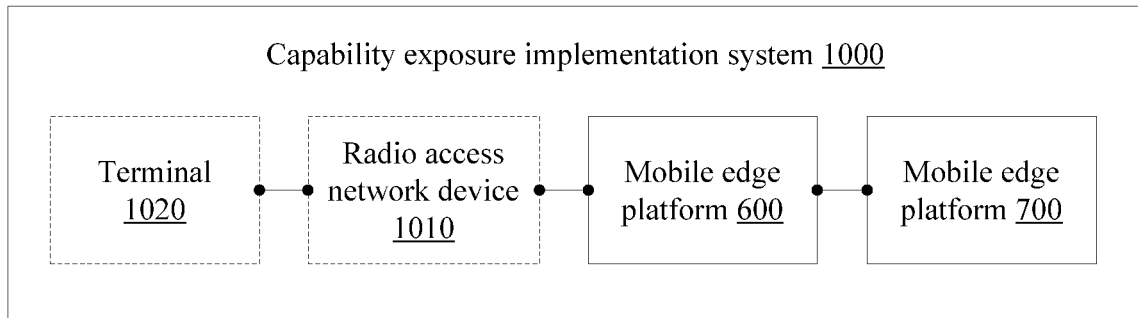 Capability exposure implementation system 1000
Terminal
1020
Radio access
network device
1010
Mobile edge
platform 600
Mobile edge
platform 700